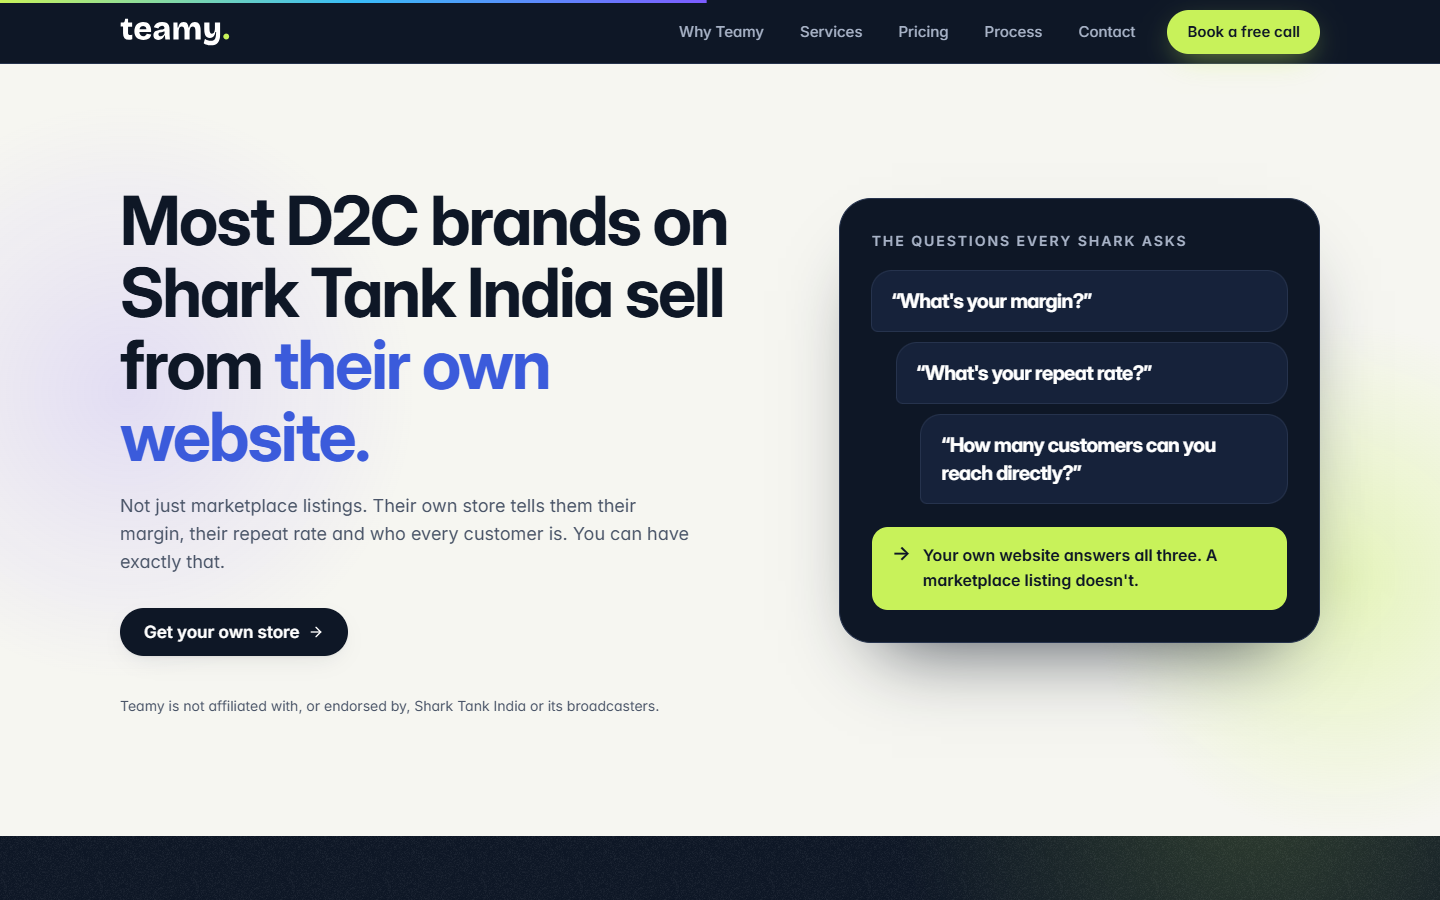 teamy.
Why Teamy
Services
Pricing
Process
Contact
Book a free call
Most D2C brands on
Shark Tank India sell
from their own
website.
Not just marketplace listings. Their own store tells them their
margin, their repeat rate and who every customer is. You can have
exactly that.
Get your own store →
Teamy is not affiliated with, or endorsed by, Shark Tank India or its broadcasters.
THE QUESTIONS EVERY SHARK ASKS
“What's your margin?”
“What's your repeat rate?”
“How many customers can you
reach directly?”
→ Your own website answers all three. A
marketplace listing doesn't.